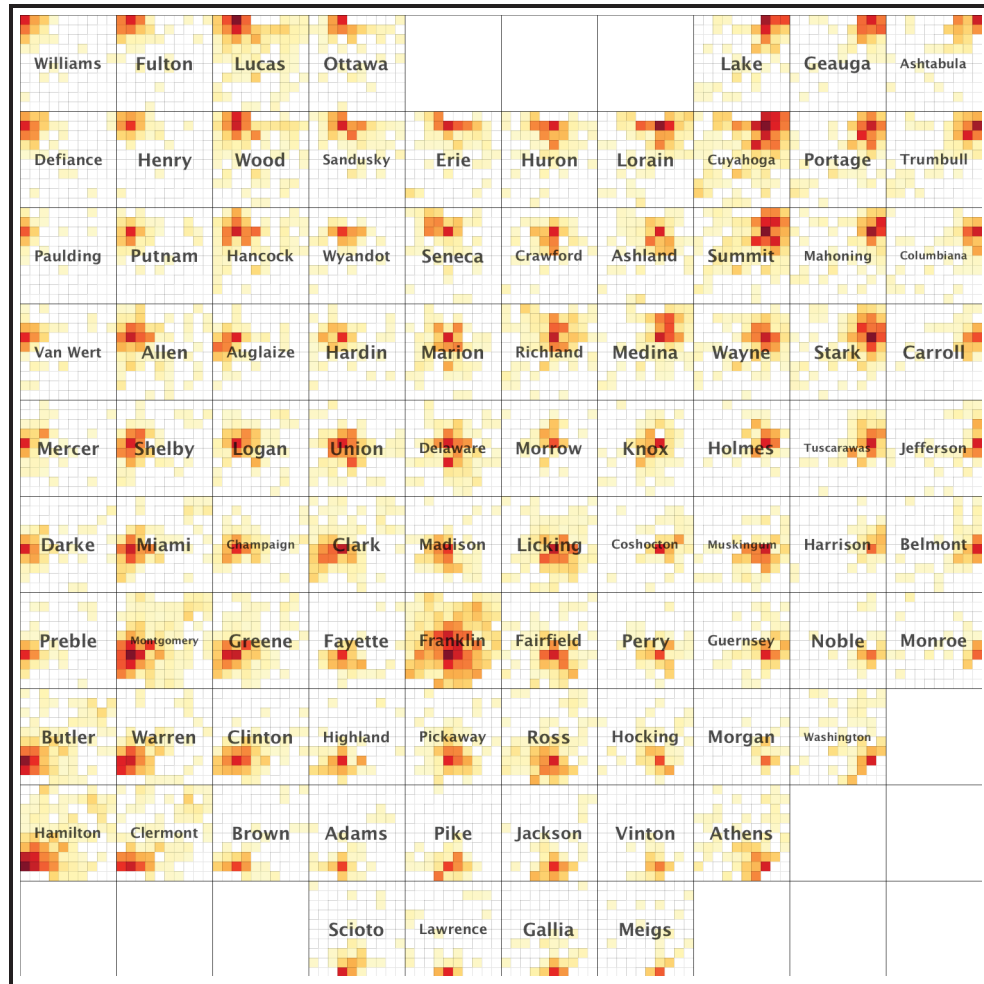 Williams Fulton Lucas Ottawa Lake Geauga Ashtabula
Defiance Henry Wood Sandusky Erie Huron Lorain Cuyahoga Portage Trumbull
Paulding Putnam Hancock Wyandot Seneca Crawford Ashland Summit Mahoning Columbiana
Van Wert Allen Auglaize Hardin Marion Richland Medina Wayne Stark Carroll
Mercer Shelby Logan Union Delaware Morrow Knox Holmes Tuscarawas Jefferson
Darke Miami Champaign Clark Madison Licking Coshocton Muskingum Harrison Belmont
Preble Montgomery Greene Fayette Franklin Fairfield Perry Guernsey Noble Monroe
Butler Warren Clinton Highland Pickaway Ross Hocking Morgan Washington
Hamilton Clermont Brown Adams Pike Jackson Vinton Athens
Scioto Lawrence Gallia Meigs